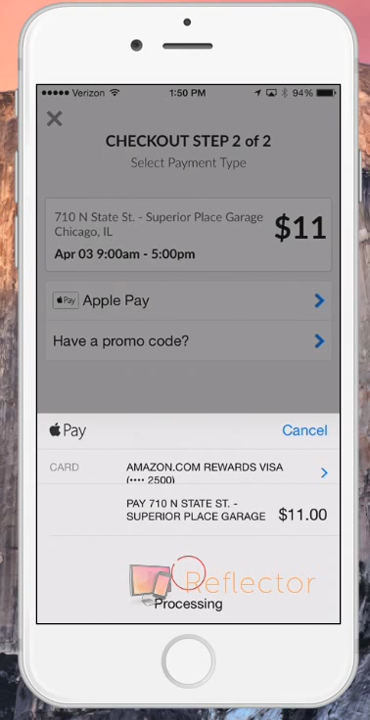 Verizon 1:50 PM 94%
CHECKOUT STEP 2 of 2
Select Payment Type
710 N State St. - Superior Place Garage
Chicago, IL
$11
Apr 03 9:00am - 5:00pm
Pay Apple Pay
Have a promo code?
Pay Cancel
CARD AMAZON.COM REWARDS VISA
(•••• 2500)
PAY 710 N STATE ST. -
SUPERIOR PLACE GARAGE $11.00
Reflector
Processing